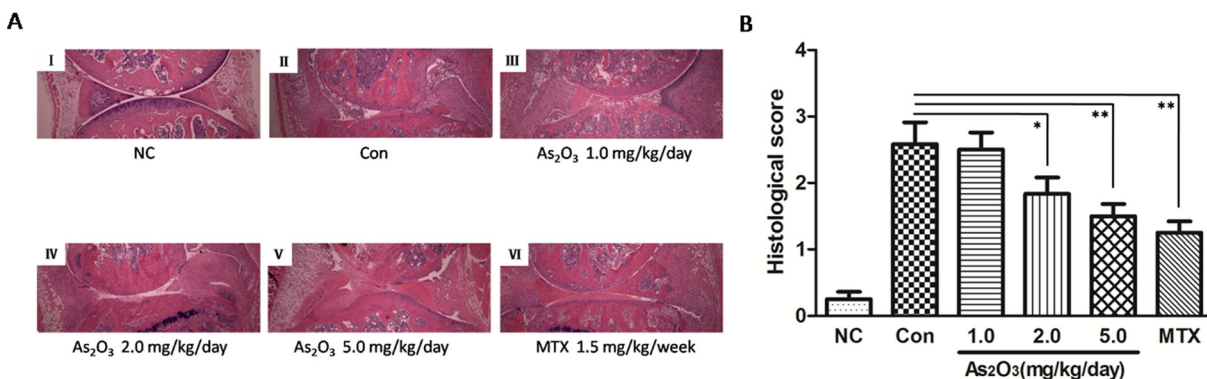 A
I
II
III
NC
Con
As₂O₃ 1.0 mg/kg/day
IV
V
VI
As₂O₃ 2.0 mg/kg/day
As₂O₃ 5.0 mg/kg/day
MTX 1.5 mg/kg/week
B
Histological score
4
3
2
1
0
*
**
**
NC
Con
1.0
2.0
5.0
MTX
As₂O₃(mg/kg/day)